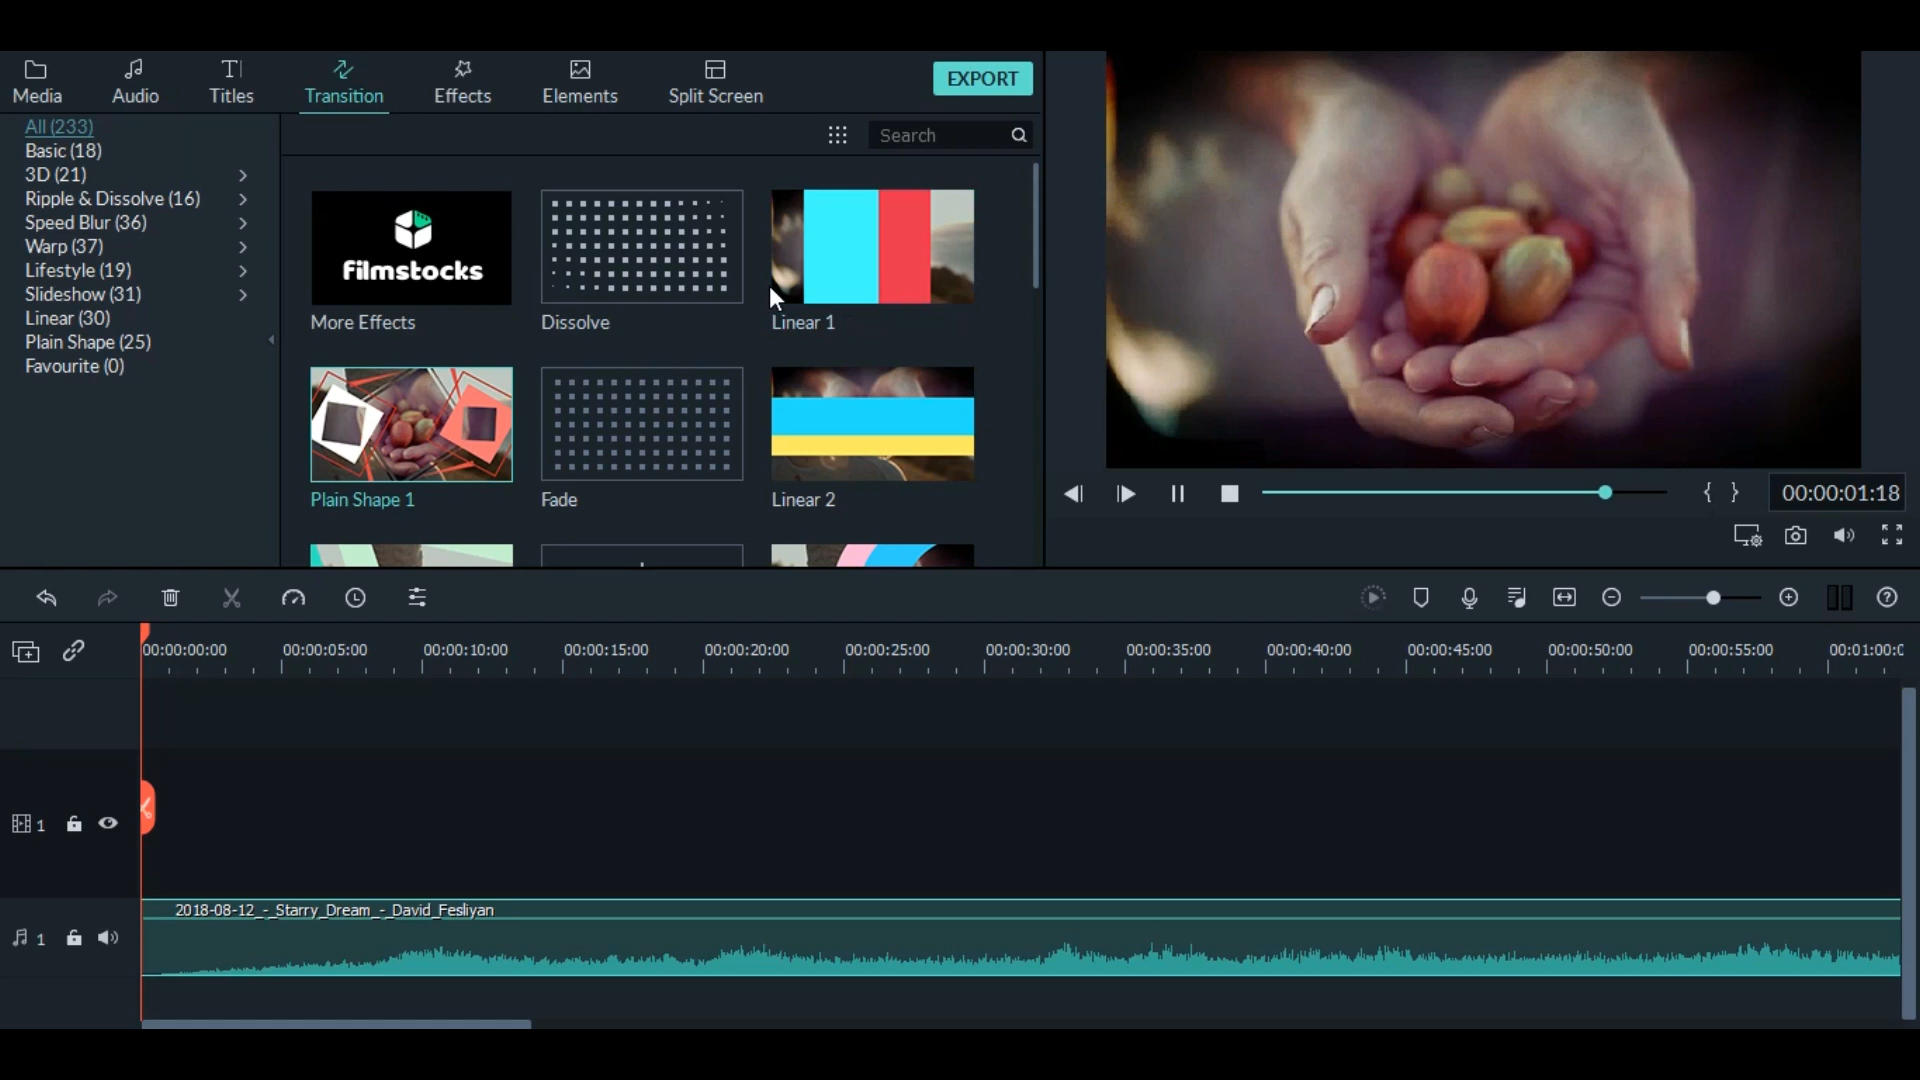 Media
Audio
Titles
Transition
Effects
Elements
Split Screen
EXPORT
All (233)
Basic (18)
3D (21)
Ripple & Dissolve (16)
Speed Blur (36)
Warp (37)
Lifestyle (19)
Slideshow (31)
Linear (30)
Plain Shape (25)
Favourite (0)
Search
filmstocks
More Effects
Dissolve
Linear 1
Plain Shape 1
Fade
Linear 2
{ }
00:00:01:18
00:00:00:00
00:00:05:00
00:00:10:00
00:00:15:00
00:00:20:00
00:00:25:00
00:00:30:00
00:00:35:00
00:00:40:00
00:00:45:00
00:00:50:00
00:00:55:00
00:01:00:0
1
2018-08-12_-_Starry_Dream_-_David_Fesliyan
1